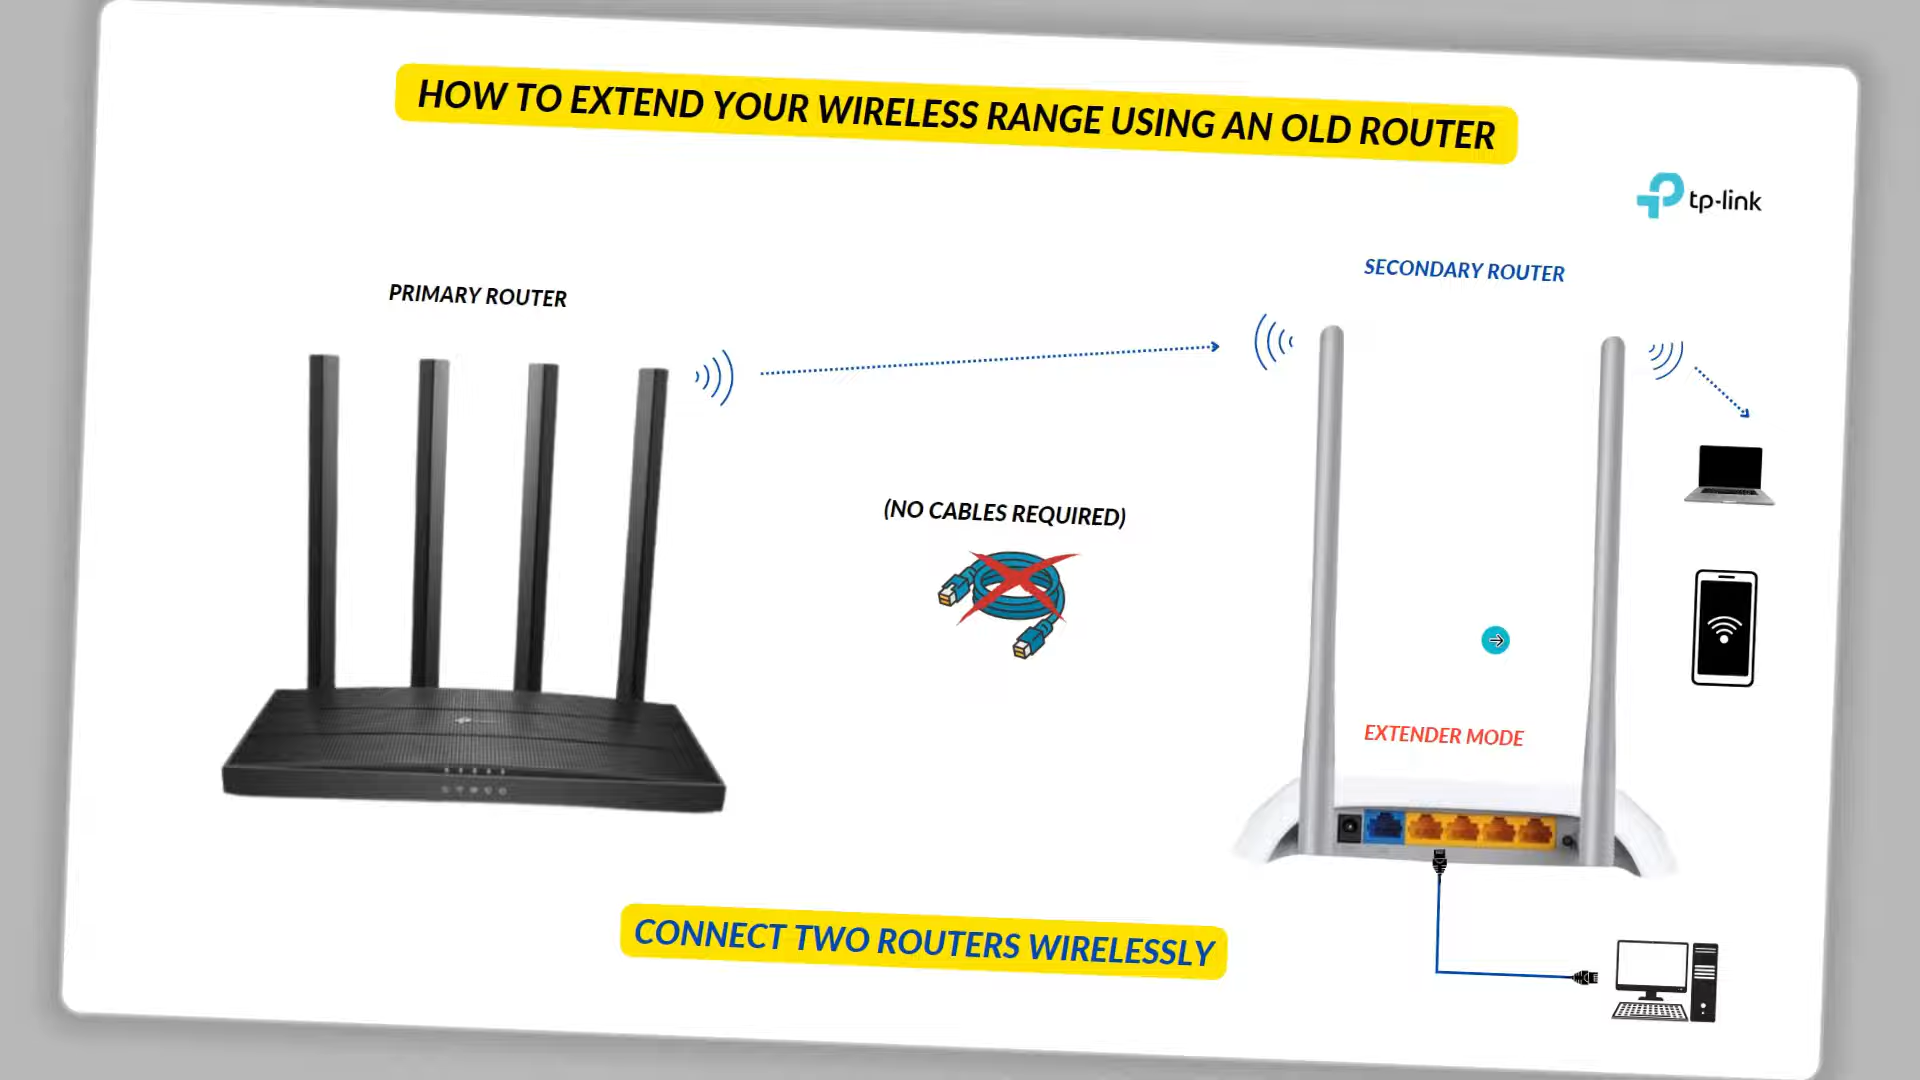 HOW TO EXTEND YOUR WIRELESS RANGE USING AN OLD ROUTER
tp-link
SECONDARY ROUTER
PRIMARY ROUTER
(NO CABLES REQUIRED)
EXTENDER MODE
CONNECT TWO ROUTERS WIRELESSLY